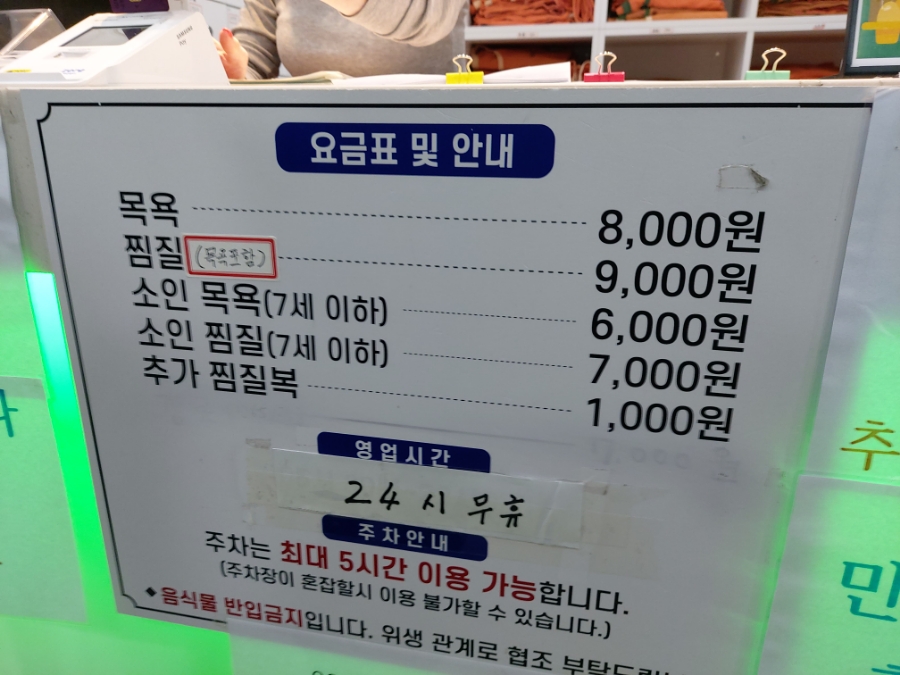 SAMSUNG
요금표 및 안내
목욕 8,000원
찜질 (목욕포함) 9,000원
소인 목욕(7세 이하) 6,000원
소인 찜질(7세 이하) 7,000원
추가 찜질복 1,000원
영업시간
24시 무휴
주차안내
주차는 최대 5시간 이용 가능합니다.
(주차장이 혼잡할시 이용 불가할 수 있습니다.)
◆음식물 반입금지입니다. 위생 관계로 협조
추
민